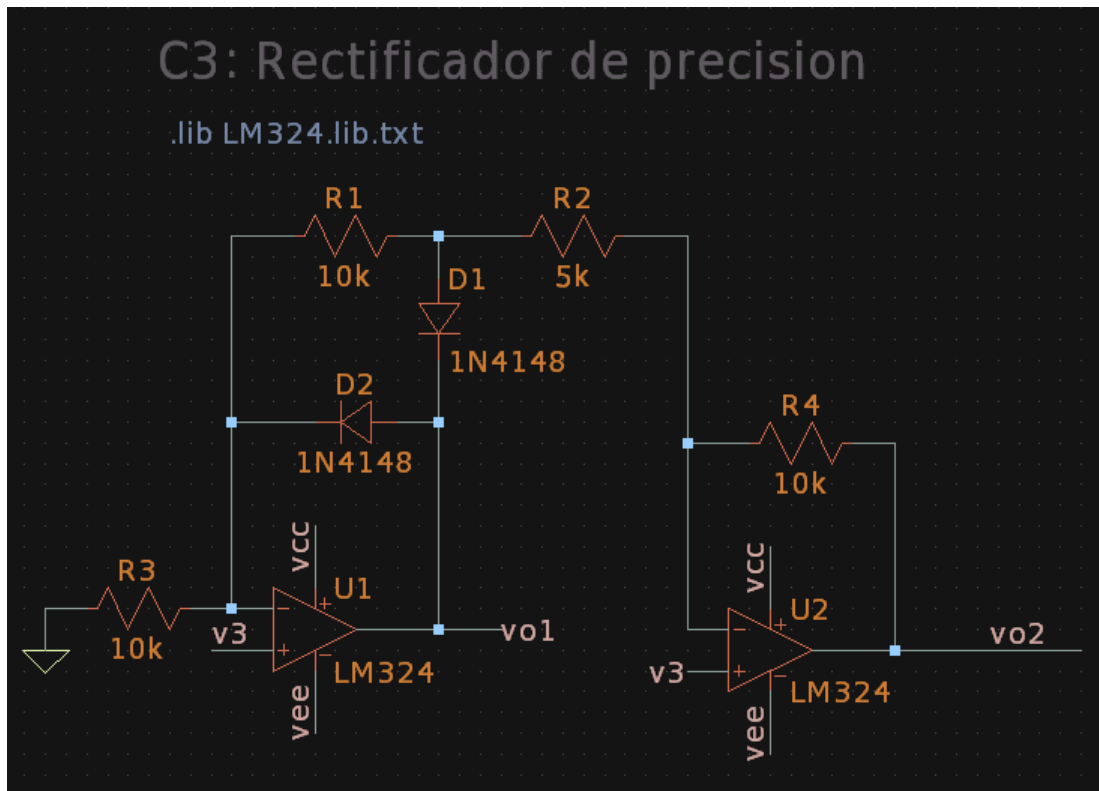 C3: Rectificador de precision
.lib LM324.lib.txt
R1
R2
10k
5k
D1
1N4148
D2
1N4148
R4
10k
vcc
vcc
R3
U1
U2
10k
v3
vo1
vo2
LM324
v3
LM324
vee
vee